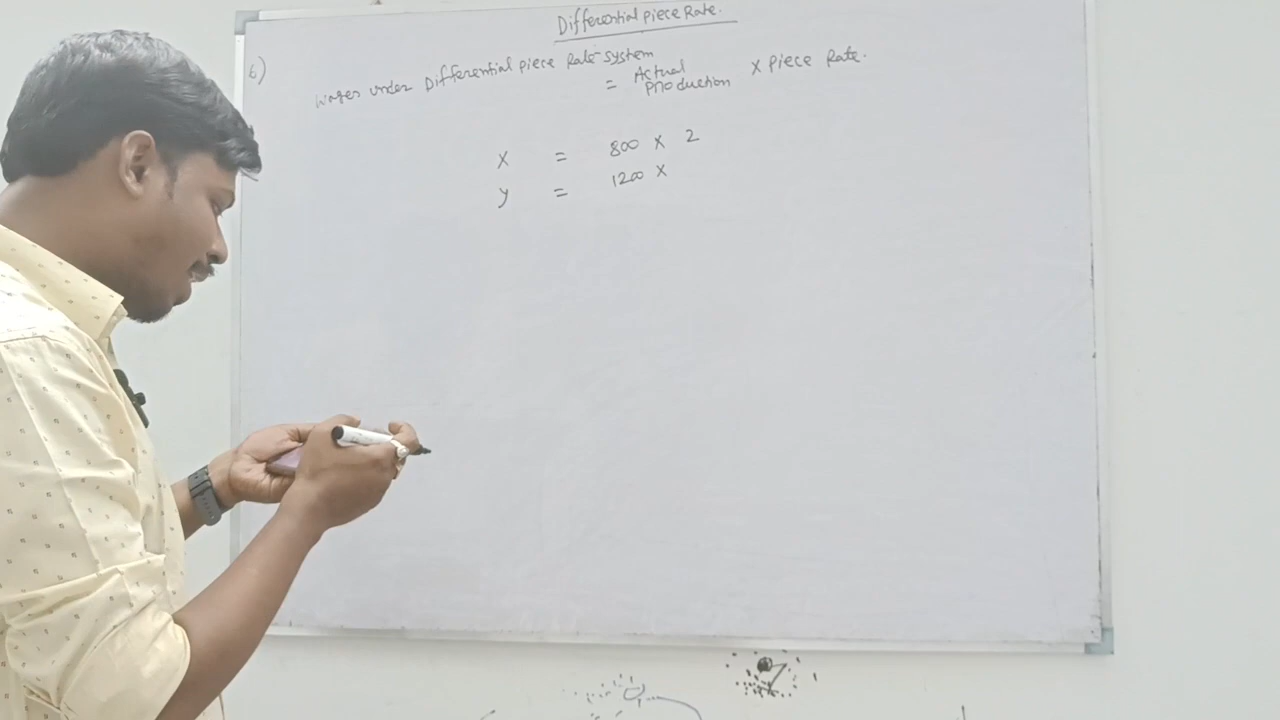 Differential piece Rate.
6)
wages under Differential piece Rate system
= Actual production x piece Rate.
x = 800 x 2
y = 1200 x